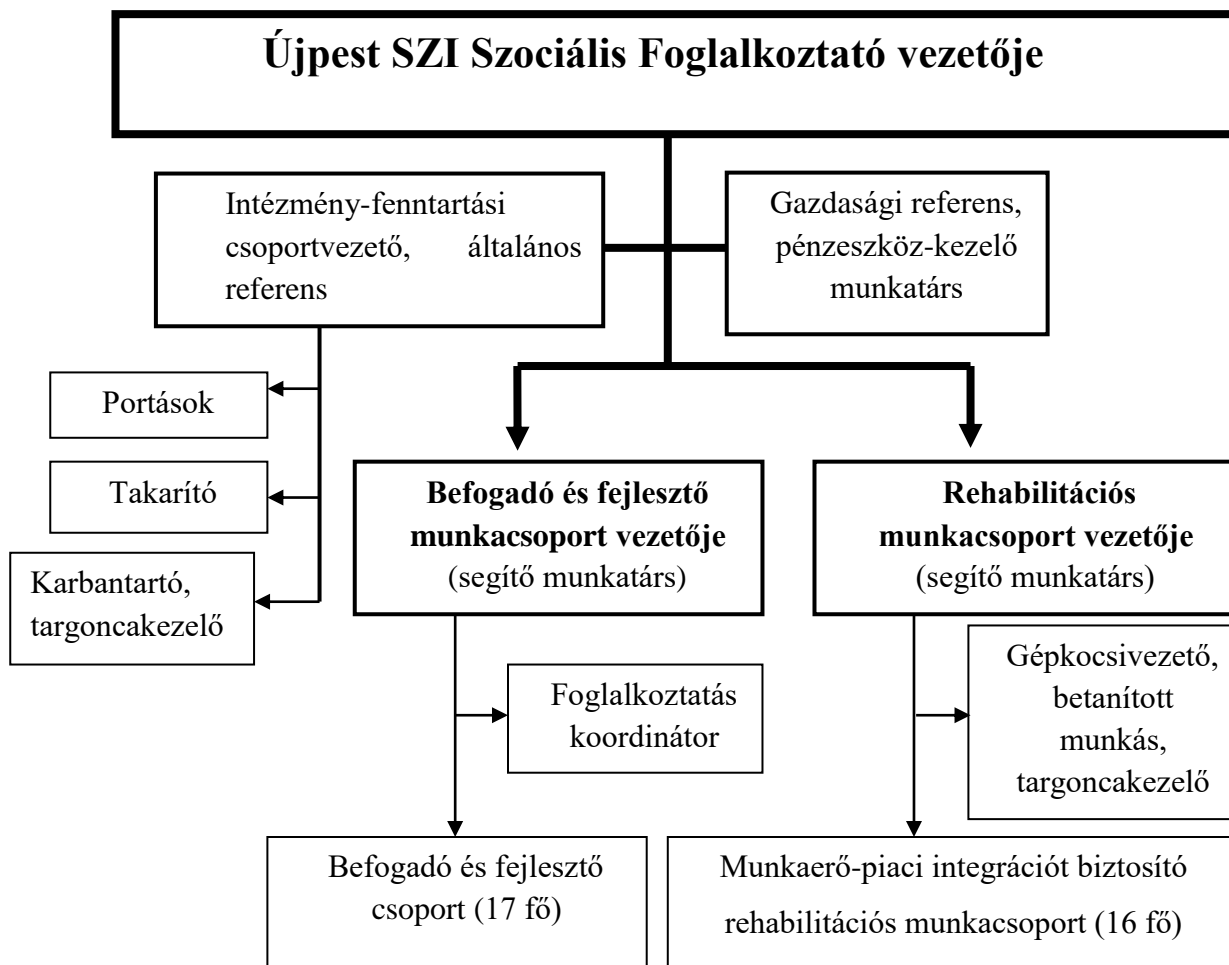 Újpest SZI Szociális Foglalkoztató vezetője
Intézmény-fenntartási
csoportvezető, általános
referens
Gazdasági referens,
pénzeszköz-kezelő
munkatárs
Portások
Takarító
Karbantartó,
targoncakezelő
Befogadó és fejlesztő
munkacsoport vezetője
(segítő munkatárs)
Rehabilitációs
munkacsoport vezetője
(segítő munkatárs)
Foglalkoztatás
koordinátor
Gépkocsivezető,
betanított
munkás,
targoncakezelő
Befogadó és fejlesztő
csoport (17 fő)
Munkaerő-piaci integrációt biztosító
rehabilitációs munkacsoport (16 fő)